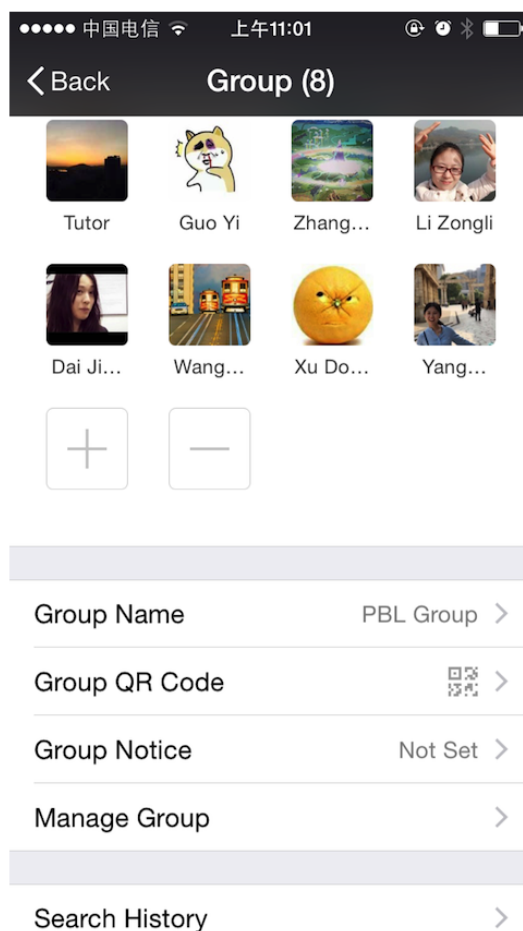 中国电信 上午11:01
Back Group (8)
Tutor Guo Yi Zhang... Li Zongli
Dai Ji... Wang... Xu Do... Yang...
Group Name PBL Group
Group QR Code
Group Notice Not Set
Manage Group
Search History